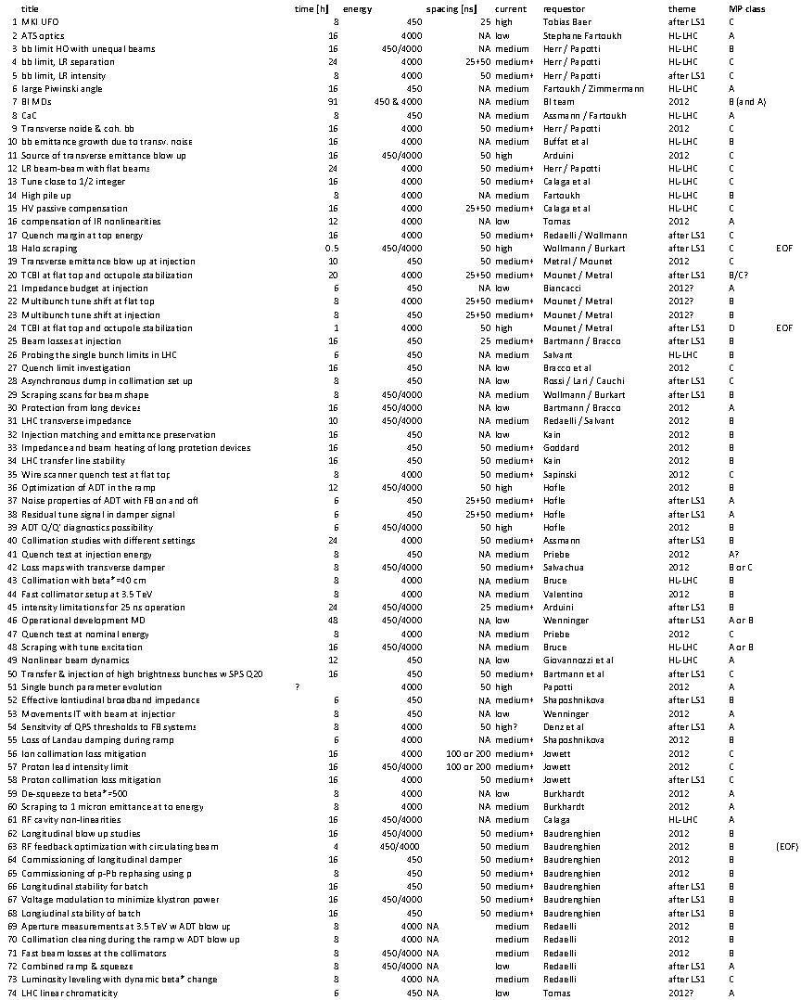 title time [h] energy spacing [ns] current requestor theme MP class
1 MKI UFO 8 450 25 high Tobias Baer after LS1 C
2 ATS optics 16 4000 NA low Stephane Fartoukh HL-LHC C
3 bb limit HO with unequal beams 16 450/4000 NA medium Herr / Papotti HL-LHC B
4 bb limit, LR separation 24 4000 25+50 medium+ Herr / Papotti HL-LHC C
5 bb limit, LR intensity 8 4000 50 medium+ Herr / Papotti after LS1 C
6 large Piwinski angle 16 450 NA medium Fartoukh / Zimmermann HL-LHC A
7 BI MDs 91 450 & 4000 NA medium BI team 2012 B (and A)
8 CaC 8 450 NA medium Assmann / Fartoukh HL-LHC A
9 Transverse noide & coh. bb 16 4000 50 medium+ Herr / Papotti 2012 C
10 bb emittance growth due to transv. noise 16 4000 NA medium Buffat et al HL-LHC B
11 Source of transverse emittance blow up 16 450/4000 50 high Arduini 2012 C
12 LR beam-beam with flat beams 24 4000 50 medium+ Herr / Papotti HL-LHC C
13 Tune close to 1/2 integer 16 4000 50 medium+ Calaga et al HL-LHC C
14 High pile up 8 4000 NA medium Fartoukh HL-LHC B
15 HV passive compensation 16 4000 25+50 medium+ Calaga et al HL-LHC C
16 compensation of IR nonlinearities 12 4000 NA low Tomas 2012 A
17 Quench margin at top energy 16 4000 50 medium+ Redaelli / Wollmann after LS1 C
18 Halo scraping 0.5 450/4000 50 high Wollmann / Burkart after LS1 C EOF
19 Transverse emittance blow up at injection 10 450 50 medium+ Metral / Mounet 2012 C
20 TCBI at flat top and octupole stabilization 20 4000 25+50 medium+ Mounet / Metral after LS1 B/C?
21 Impedance budget at injection 6 450 NA low Biancacci 2012? A
22 Multibunch tune shift at flat top 8 4000 25+50 medium+ Mounet / Metral 2012? B
23 Multibunch tune shift at injection 8 450 25+50 medium+ Mounet / Metral 2012? B
24 TCBI at flat top and octupole stabilization 1 4000 50 high Mounet / Metral after LS1 D EOF
25 Beam losses at injection 16 450 25 medium+ Bartmann / Bracco after LS1 B
26 Probing the single bunch limits in LHC 6 450 NA medium Salvant HL-LHC B
27 Quench limit investigation 16 450 NA low Bracco et al 2012 C
28 Asynchronous dump in collimation set up 8 450 NA low Rossi / Lari / Cauchi after LS1 C
29 Scraping scans for beam shape 8 450/4000 NA medium Wollmann / Burkart after LS1 B
30 Protection from long devices 16 450/4000 NA low Bartmann / Bracco 2012 A
31 LHC transverse impedance 10 450/4000 NA medium Redaelli / Salvant 2012 B
32 Injection matching and emittance preservation 16 450 NA low Kain 2012 B
33 Impedance and beam heating of long protetion devices 16 450 50 medium+ Goddard 2012 B
34 LHC transfer line stability 16 450 50 medium+ Kain 2012 B
35 Wire scanner quench test at flat top 8 4000 50 medium+ Sapinski 2012 C
36 Optimization of ADT in the ramp 12 450/4000 50 high Hofle 2012 B
37 Noise properties of ADT with FB on and off 6 450 25+50 medium+ Hofle after LS1 A
38 Residual tune signal in damper signal 6 450 25+50 medium+ Hofle after LS1 A
39 ADT Q/Q' diagnostics possibility 6 450/4000 50 high Hofle 2012 B
40 Collimation studies with different settings 24 4000 50 medium+ Assmann after LS1 B
41 Quench test at injection energy 8 450 NA medium Priebe 2012 A?
42 Loss maps with transverse damper 8 450/4000 50 medium+ Salvachua 2012 B or C
43 Collimation with beta*=40 cm 8 4000 NA medium Bruce HL-LHC B
44 Fast collimator setup at 3.5 TeV 8 4000 NA medium Valentino 2012 B
45 intensity limitations for 25 ns operation 24 450/4000 25 medium+ Arduini after LS1 B
46 Operational development MD 48 450/4000 NA low Wenninger after LS1 A or B
47 Quench test at nominal energy 8 4000 NA medium Priebe 2012 C
48 Scraping with tune excitation 16 450/4000 NA medium Bruce HL-LHC A or B
49 Nonlinear beam dynamics 12 450 NA low Giovannozzi et al HL-LHC A
50 Transfer & injection of high brightness bunches w SPS Q20 16 450 50 medium+ Bartmann et al after LS1 C
51 Single bunch parameter evolution ? 4000 50 high Papotti 2012 A
52 Effective lontiudinal broadband impedance 6 450 NA medium+ Shaposhnikova after LS1 B
53 Movements IT with beam at injection 8 450 NA low Wenninger 2012 A
54 Sensitvity of QPS thresholds to FB systems 8 4000 50 high? Denz et al after LS1 A
55 Loss of Landau damping during ramp 6 4000 NA medium+ Shaposhnikova 2012 B
56 Ion collimation loss mitigation 16 4000 100 or 200 medium+ Jowett 2012 C
57 Proton lead intensity limit 16 450/4000 100 or 200 medium+ Jowett 2012 C
58 Proton collimation loss mitigation 16 4000 50 medium+ Jowett after LS1 C
59 De-squeeze to beta*=500 8 4000 NA low Burkhardt 2012 A
60 Scraping to 1 micron emittance at to energy 8 4000 NA medium Burkhardt 2012 A
61 RF cavity non-linearities 16 450/4000 NA medium Calaga HL-LHC A
62 Longitudinal blow up studies 16 450/4000 50 medium+ Baudrenghien 2012 B
63 RF feedback optimization with circulating beam 4 450/4000 50 medium Baudrenghien 2012 B (EOF)
64 Commissioning of longitudinal damper 16 450 50 medium+ Baudrenghien 2012 B
65 Commissioning of p-Pb rephasing using p 8 450 50 medium+ Baudrenghien 2012 B
66 Longitudinal stability for batch 16 450 50 medium+ Baudrenghien after LS1 B
67 Voltage modulation to minimize klystron power 16 450/4000 50 medium+ Baudrenghien after LS1 B
68 Longiudinal stability of batch 16 450 50 medium+ Baudrenghien after LS1 B
69 Aperture measurements at 3.5 TeV w ADT blow up 8 4000 NA medium Redaelli 2012 B
70 Collimation cleaning during the ramp w ADT blow up 8 4000 NA medium Redaelli 2012 B
71 Fast beam losses at the collimators 8 450/4000 NA medium Redaelli 2012 B
72 Combined ramp & squeeze 8 450/4000 NA low Redaelli after LS1 A
73 Luminosity leveling with dynamic beta* change 8 4000 NA medium Redaelli after LS1 C
74 LHC linear chromaticity 6 450 NA low Tomas 2012? A